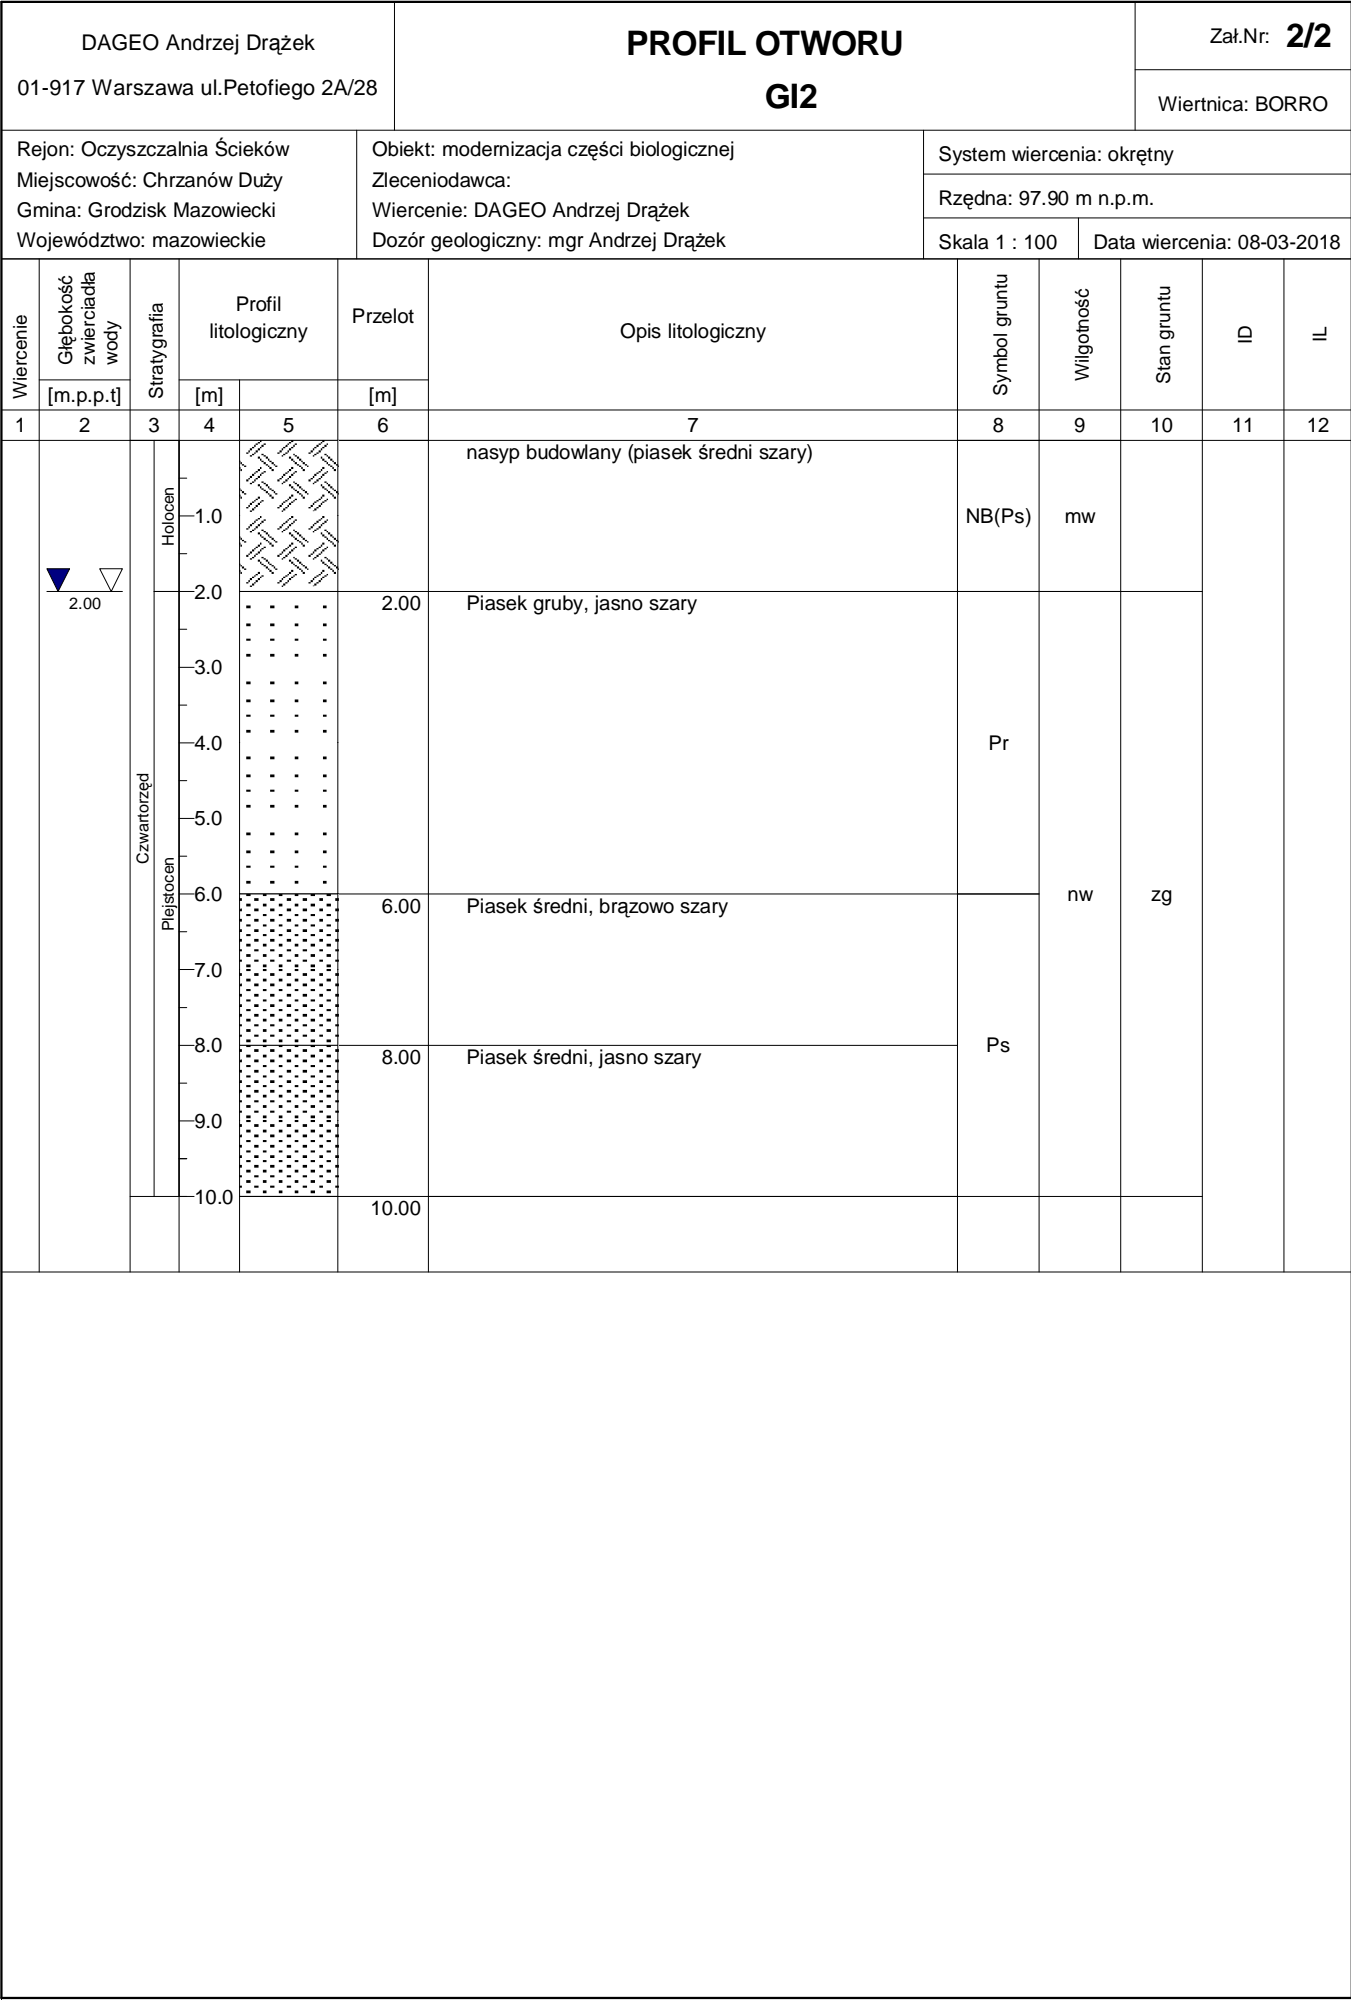 DAGEO Andrzej Drążek
01-917 Warszawa ul.Petofiego 2A/28
PROFIL OTWORU
GI2
Zał.Nr: 2/2
Wiertnica: BORRO
Rejon: Oczyszczalnia Ścieków
Miejscowość: Chrzanów Duży
Gmina: Grodzisk Mazowiecki
Województwo: mazowieckie
Obiekt: modernizacja części biologicznej
Zleceniodawca:
Wiercenie: DAGEO Andrzej Drążek
Dozór geologiczny: mgr Andrzej Drążek
System wiercenia: okrętny
Rzędna: 97.90 m n.p.m.
Skala 1 : 100
Data wiercenia: 08-03-2018
Wiercenie
Głębokość
zwierciadła
wody
[m.p.p.t]
Stratygrafia
Profil
litologiczny
[m]
Przelot
[m]
Opis litologiczny
Symbol gruntu
Wilgotność
Stan gruntu
ID
IL
1 2 3 4 5 6 7 8 9 10 11 12
nasyp budowlany (piasek średni szary)
Holocen
1.0
NB(Ps) mw
2.0
2.00
2.00 Piasek gruby, jasno szary
3.0
4.0
Pr
Czwartorzęd
5.0
Plejstocen
6.0
6.00 Piasek średni, brązowo szary
nw zg
7.0
8.0
Ps
8.00 Piasek średni, jasno szary
9.0
10.0
10.00